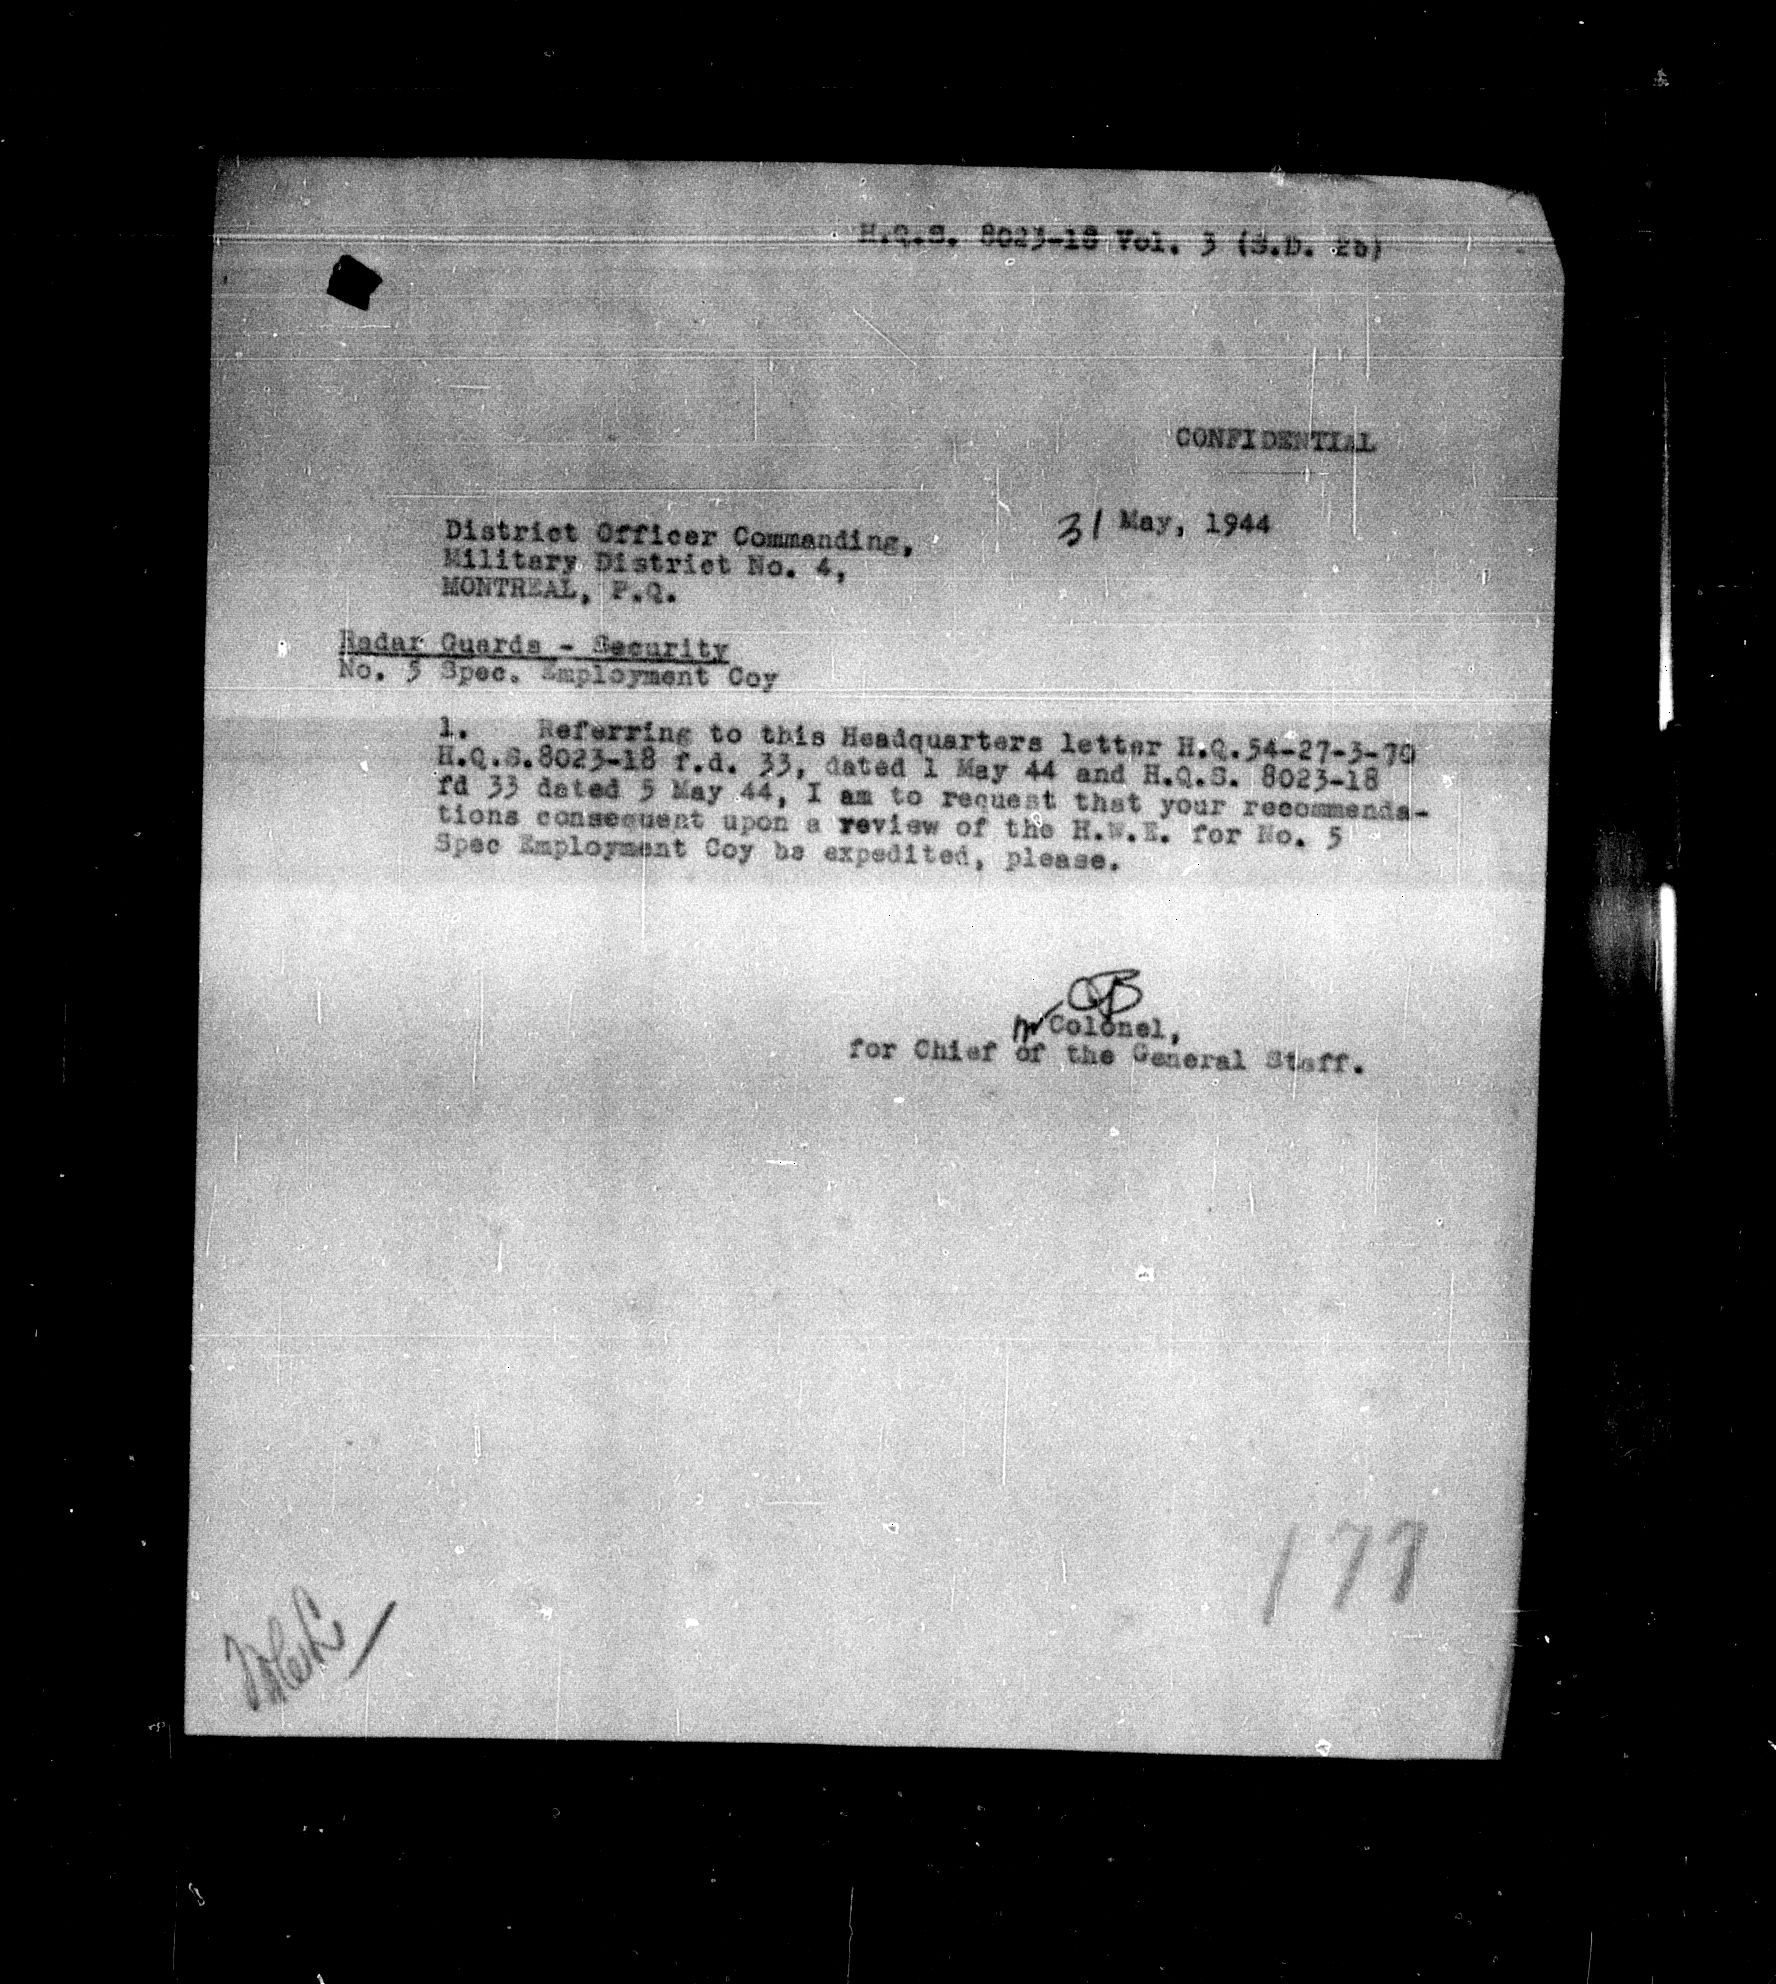 H.Q.S. 8023-18 Vol. 3 (S.D. 2b)
CONFIDENTIAL
31 May, 1944
District Officer Commanding,
Military District No. 4,
MONTREAL, P.Q.
Radar Guards - Security
No. 5 Spec. Employment Coy
1. Referring to this Headquarters letter H.Q.54-27-3-70
H.Q.S.8023-18 f.d. 33, dated 1 May 44 and H.Q.S. 8023-18
fd 33 dated 5 May 44, I am to request that your recommenda-
tions consequent upon a review of the H.W.E. for No. 5
Spec Employment Coy be expedited, please.
Colonel,
for Chief of the General Staff.
177